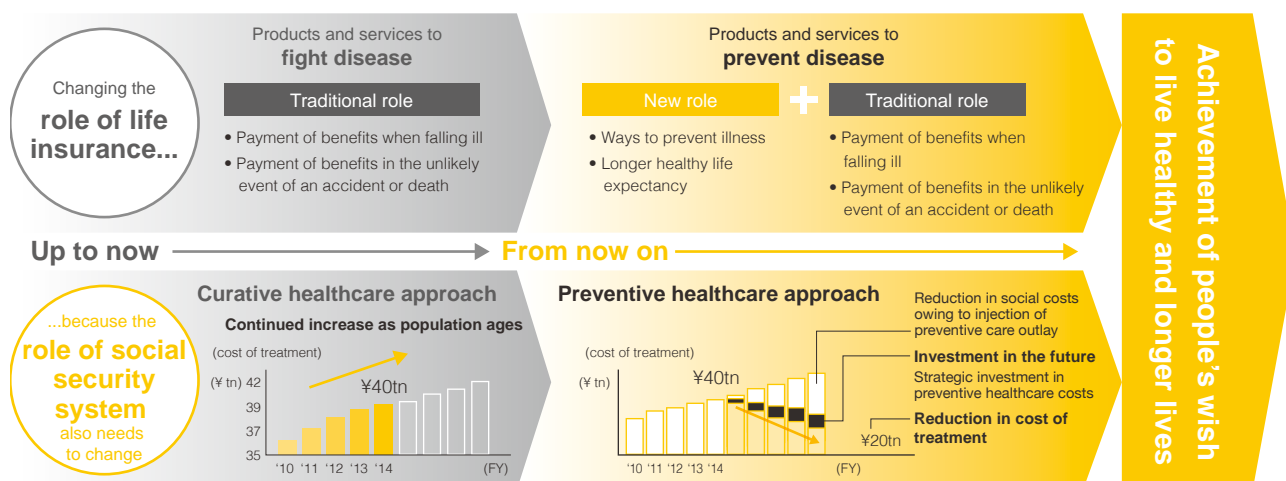 Changing the
role of life
insurance...
Products and services to
fight disease
Traditional role
• Payment of benefits when falling ill
• Payment of benefits in the unlikely
event of an accident or death
Products and services to
prevent disease
New role
• Ways to prevent illness
• Longer healthy life
expectancy
+
Traditional role
• Payment of benefits when
falling ill
• Payment of benefits in the unlikely
event of an accident or death
Up to now
From now on
...because the
role of social
security
system
also needs
to change
Curative healthcare approach
Continued increase as population ages
(cost of treatment)
(¥ tn)
42
39
37
35
¥40tn
‘10 ‘11 ‘12 ‘13 ‘14
(FY)
Preventive healthcare approach
(cost of treatment)
(¥ tn)
¥40tn
‘10 ‘11 ‘12 ‘13 ‘14
(FY)
Reduction in social costs
owing to injection of
preventive care outlay
Investment in the future
Strategic investment in
preventive healthcare costs
Reduction in cost of
treatment
¥20tn
Achievement of people’s wish
to live healthy and longer lives